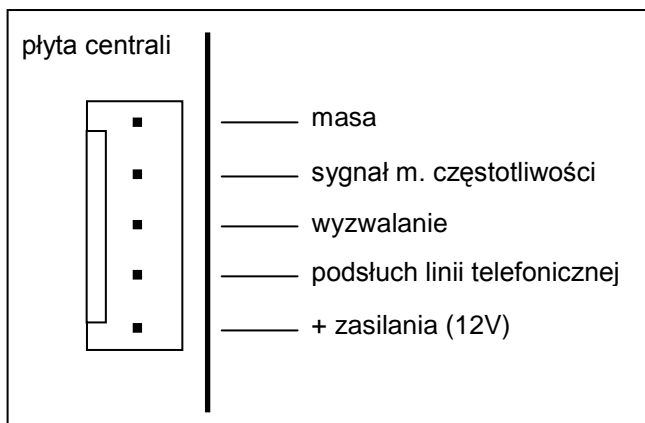 płyta centrali
masa
sygnał m. częstotliwości
wyzwalanie
podsłuch linii telefonicznej
+ zasilania (12V)